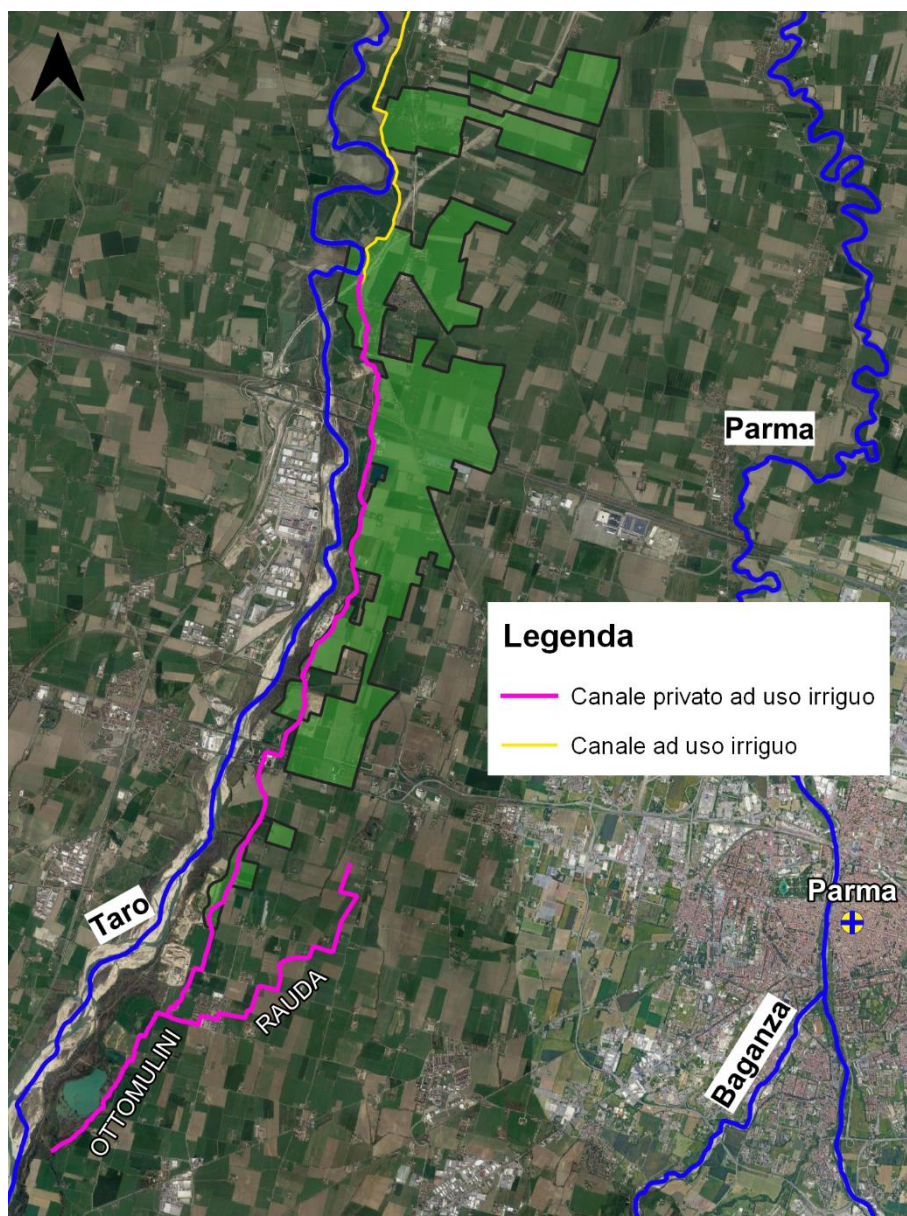 Parma
Legenda
Canale privato ad uso irriguo
Canale ad uso irriguo
Parma
Taro
RAUDA
OTTOMULINI
Baganza